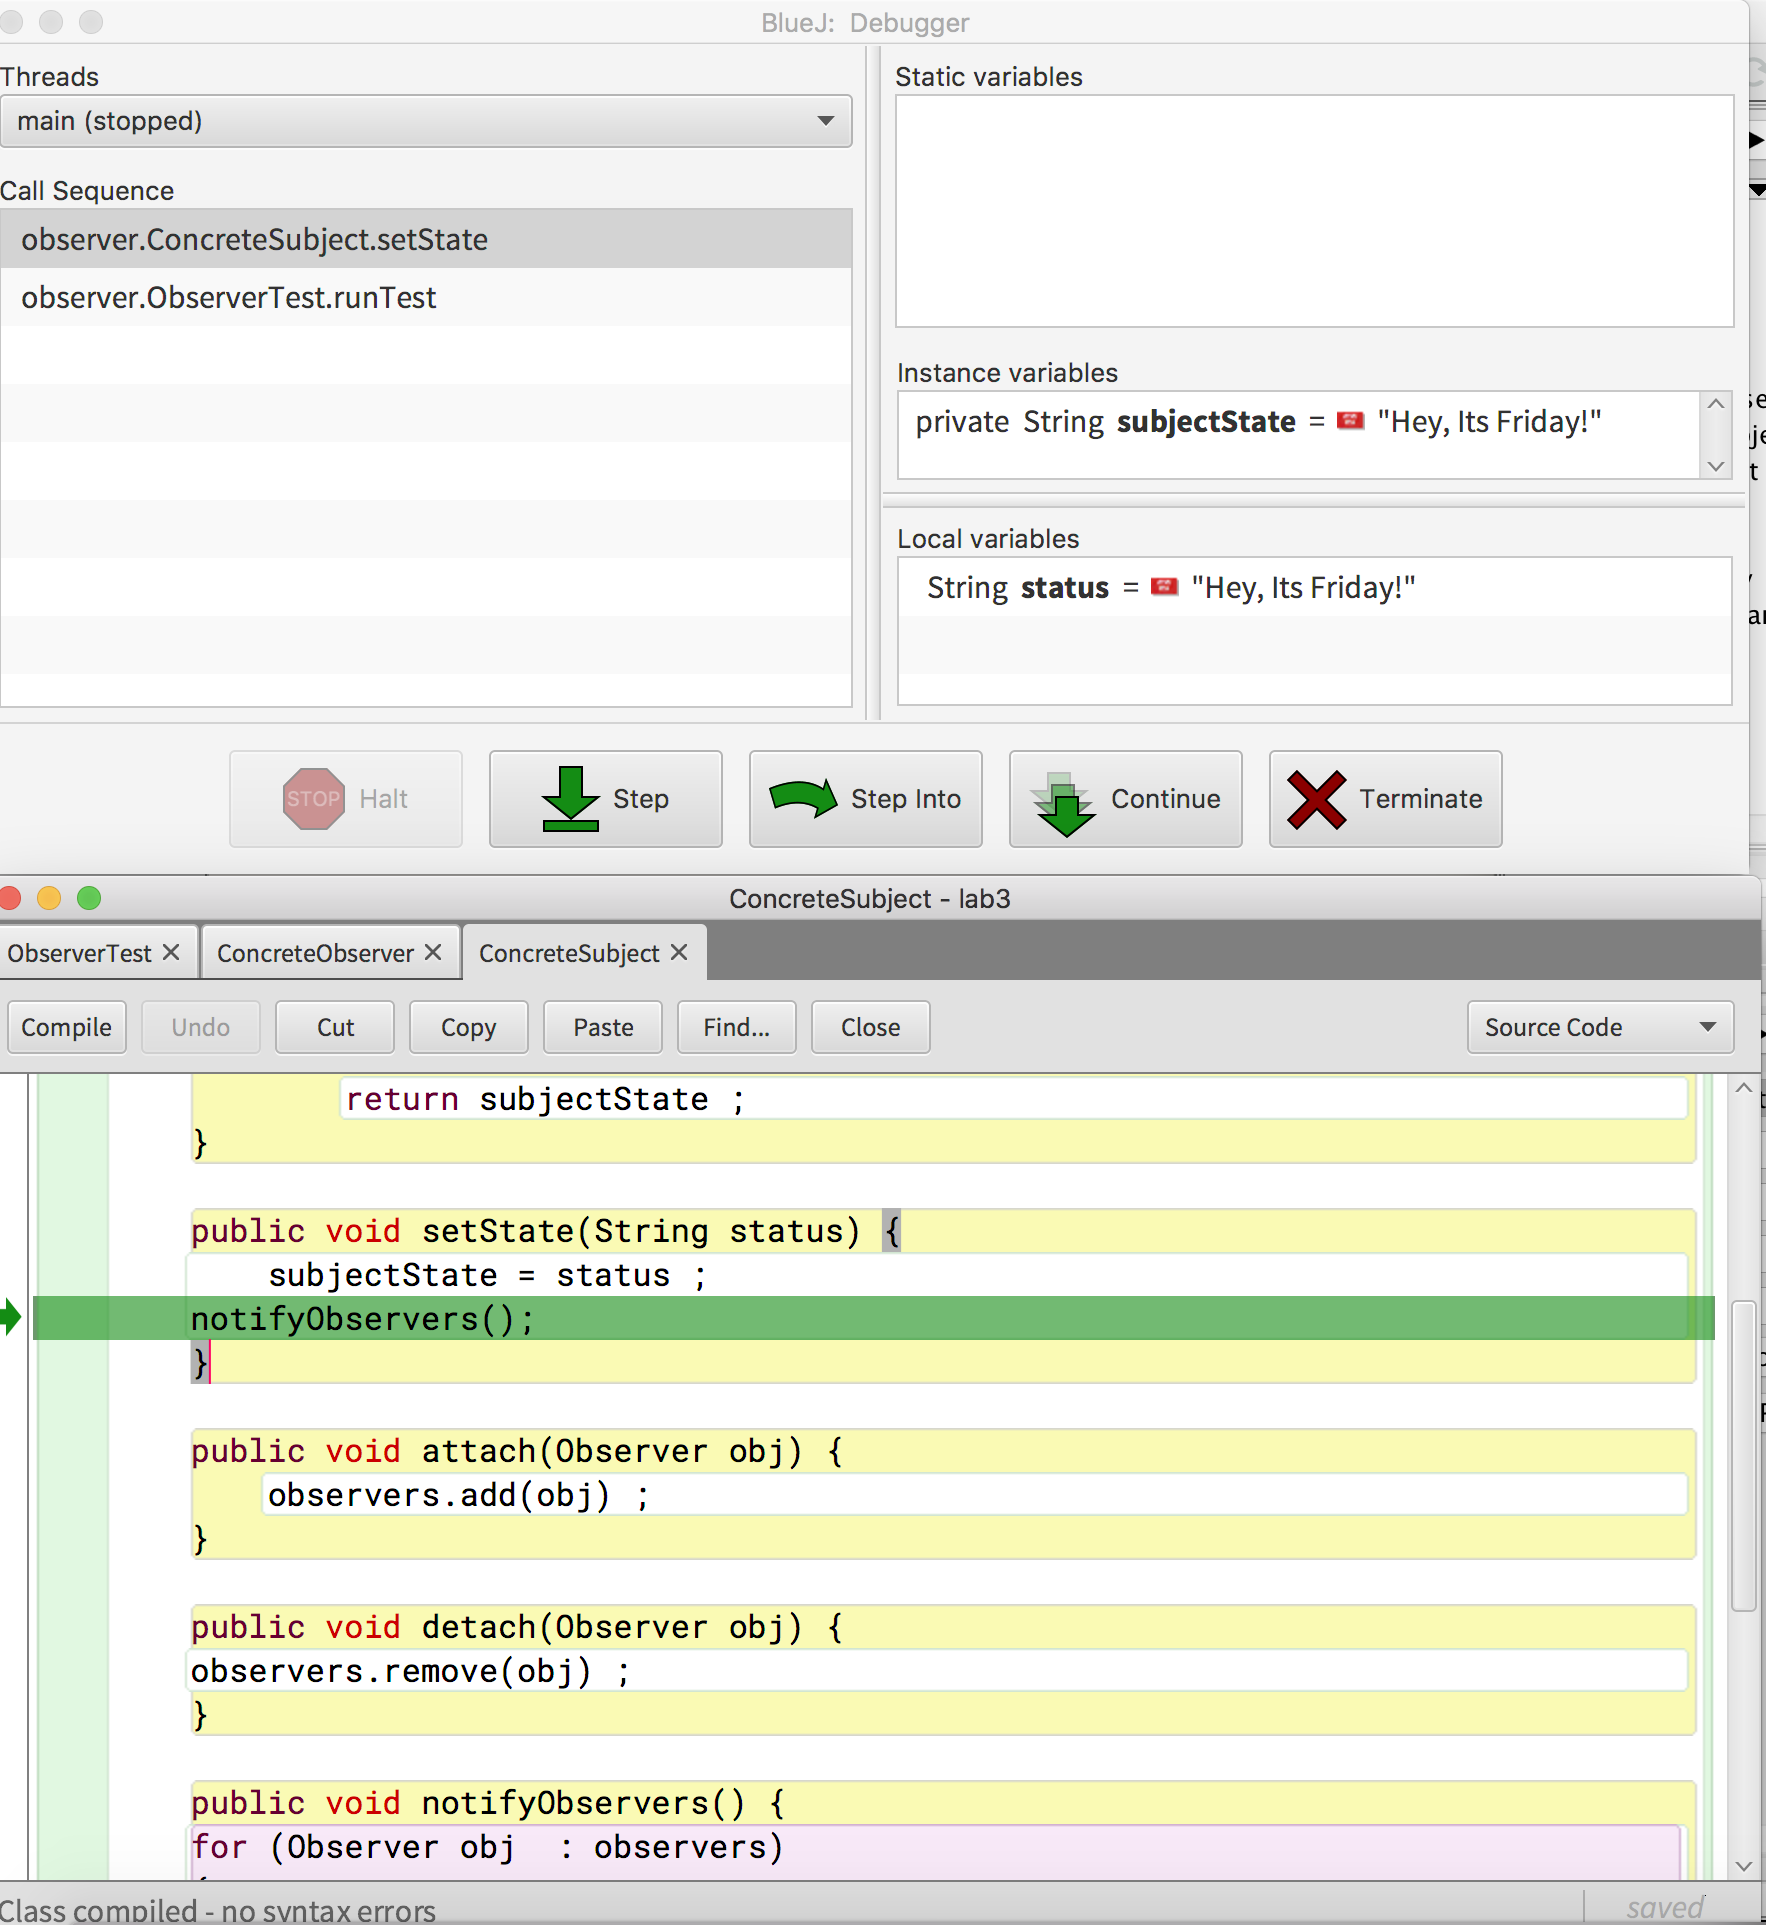 BlueJ: Debugger
Threads
main (stopped)
Call Sequence
observer.ConcreteSubject.setState
observer.ObserverTest.runTest
Static variables
Instance variables
private String subjectState = "Hey, Its Friday!"
Local variables
String status = "Hey, Its Friday!"
STOP Halt
Step
Step Into
Continue
Terminate
ConcreteSubject - lab3
ObserverTest
ConcreteObserver
ConcreteSubject
Compile
Undo
Cut
Copy
Paste
Find...
Close
Source Code
return subjectState ;
}
public void setState(String status) {
subjectState = status ;
notifyObservers();
}
public void attach(Observer obj) {
observers.add(obj) ;
}
public void detach(Observer obj) {
observers.remove(obj) ;
}
public void notifyObservers() {
for (Observer obj  : observers)
Class compiled - no syntax errors
saved